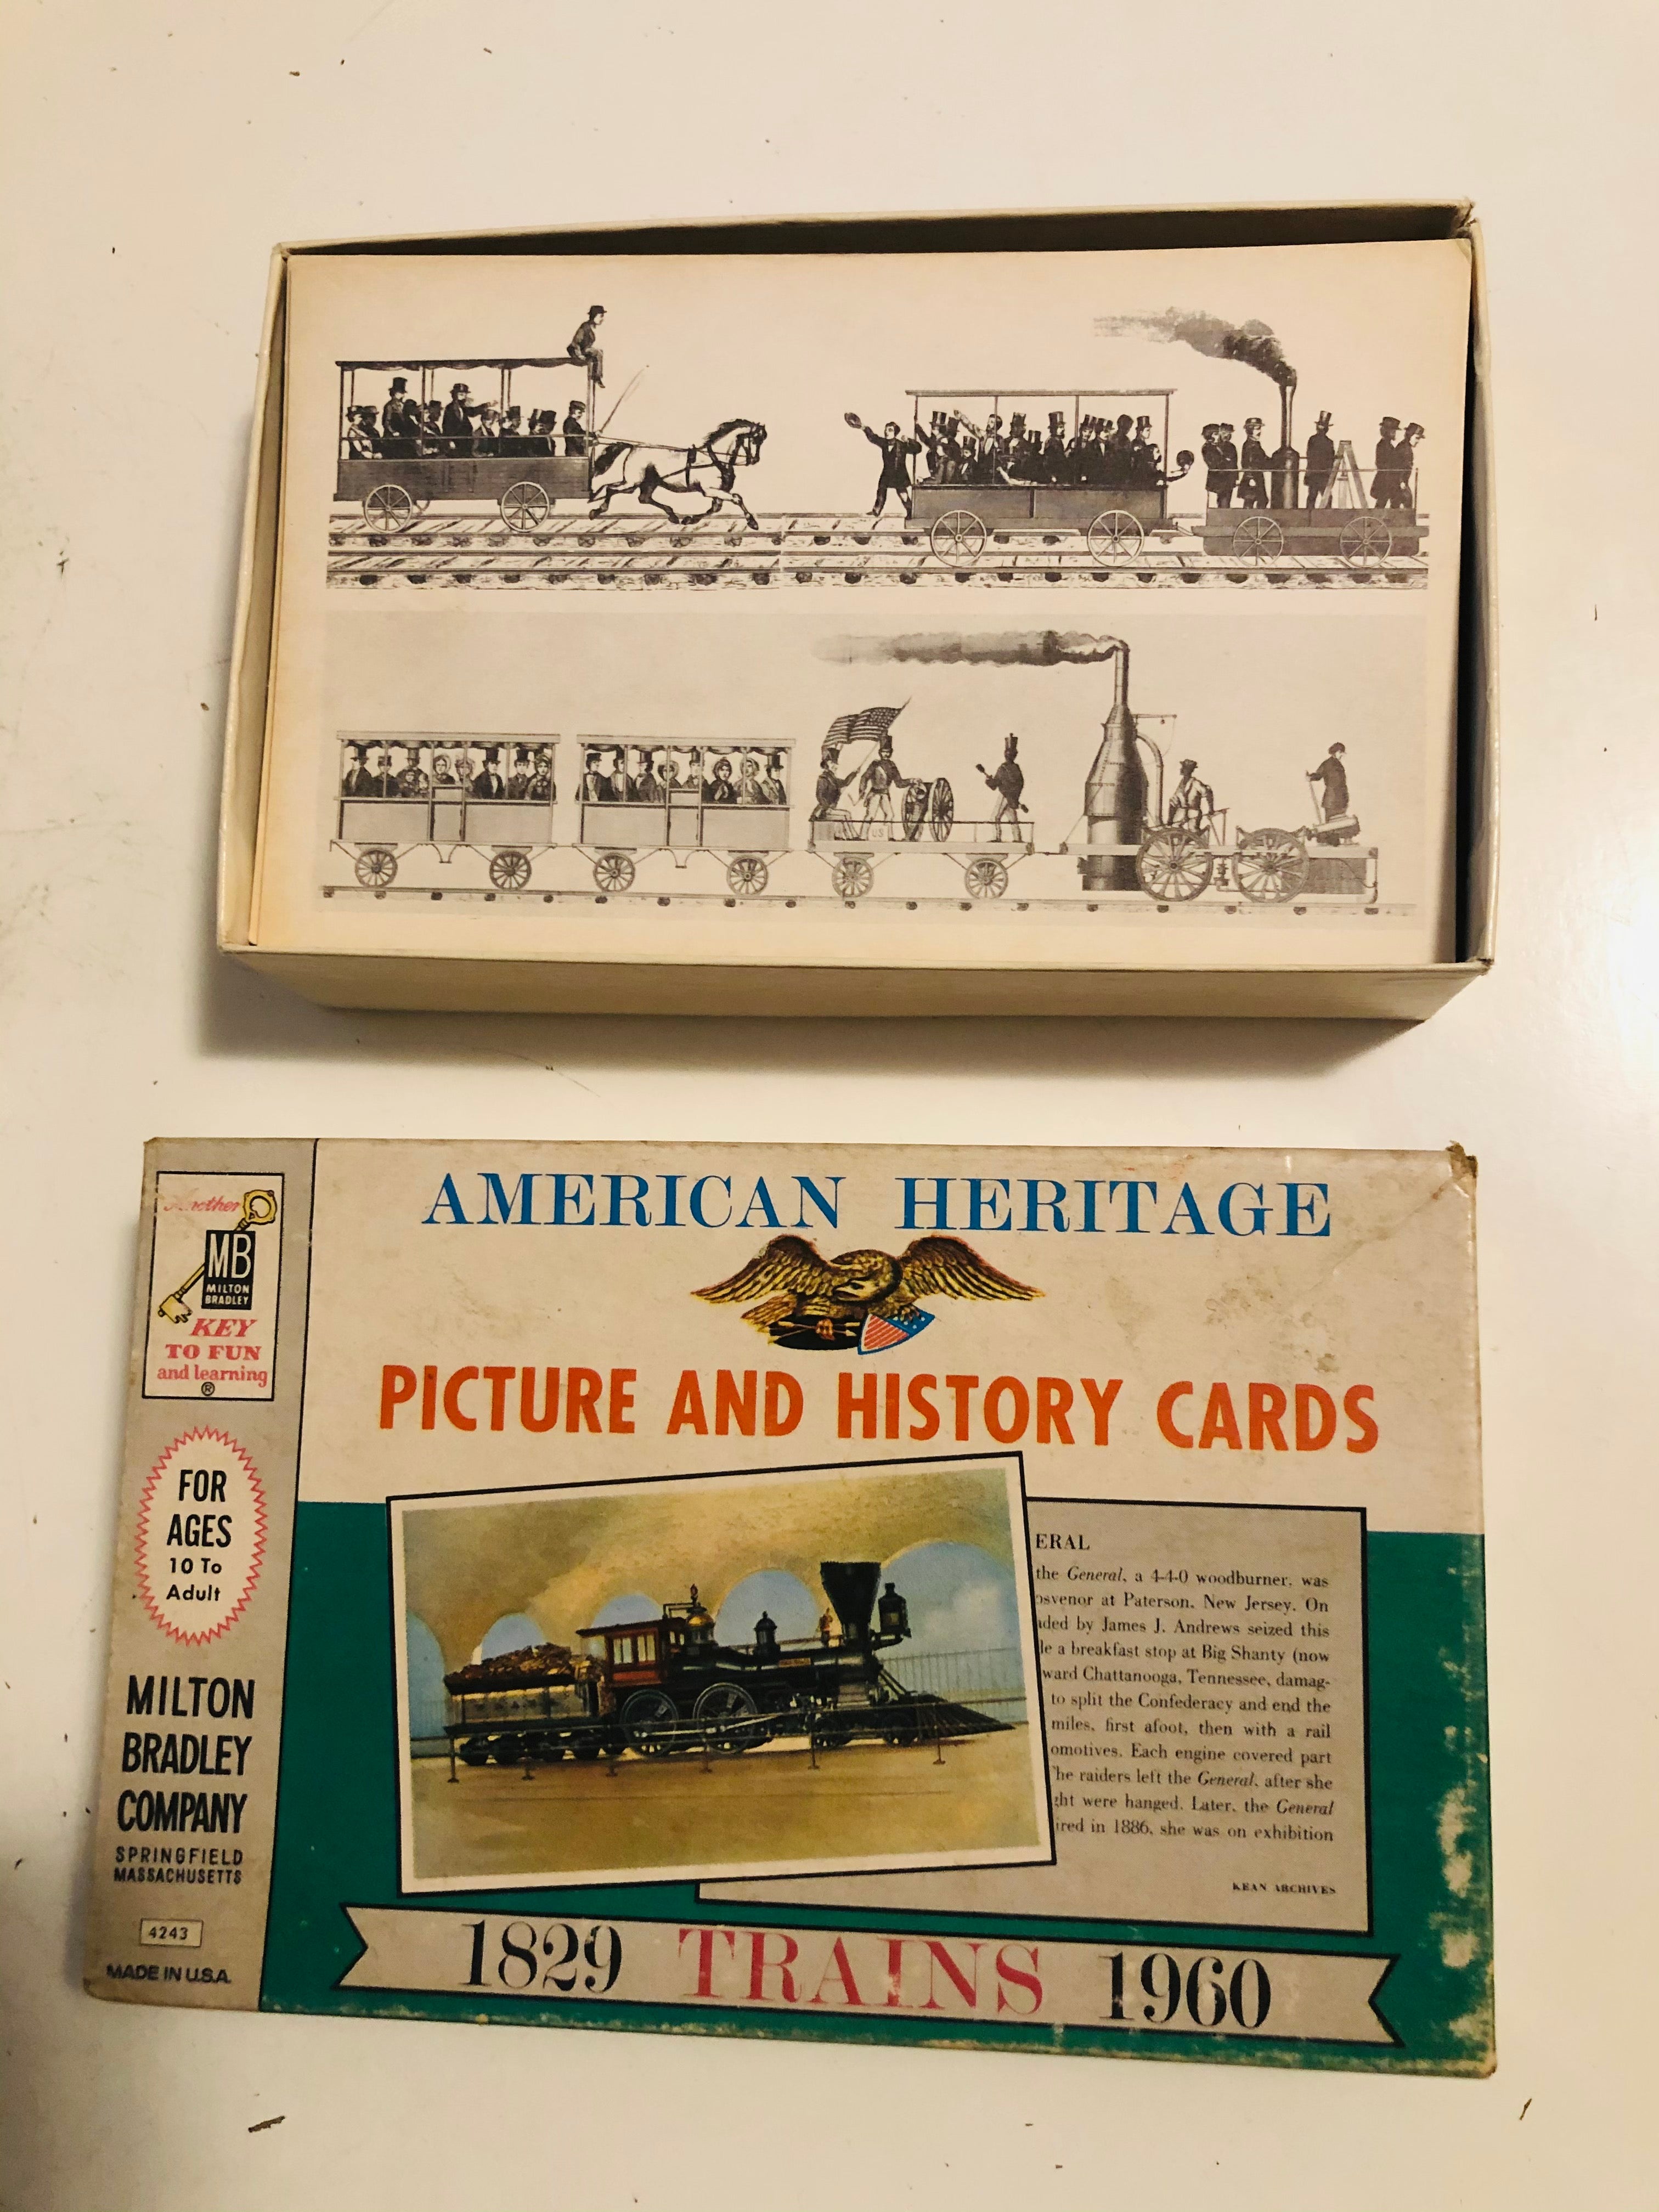 US
AMERICAN HERITAGE
PICTURE AND HISTORY CARDS
Another
MB
MILTON
BRADLEY
KEY
TO FUN
and learning
®
FOR
AGES
10 To
Adult
MILTON
BRADLEY
COMPANY
SPRINGFIELD
MASSACHUSETTS
4243
MADE IN U.S.A.
ERAL
the General, a 4-4-0 woodburner, was
osvenor at Paterson, New Jersey. On
ded by James J. Andrews seized this
le a breakfast stop at Big Shanty (now
ward Chattanooga, Tennessee, damag-
to split the Confederacy and end the
miles, first afoot, then with a rail
omotives. Each engine covered part
he raiders left the General, after she
ght were hanged. Later, the General
ired in 1886, she was on exhibition
KEAN ARCHIVES
1829 TRAINS 1960